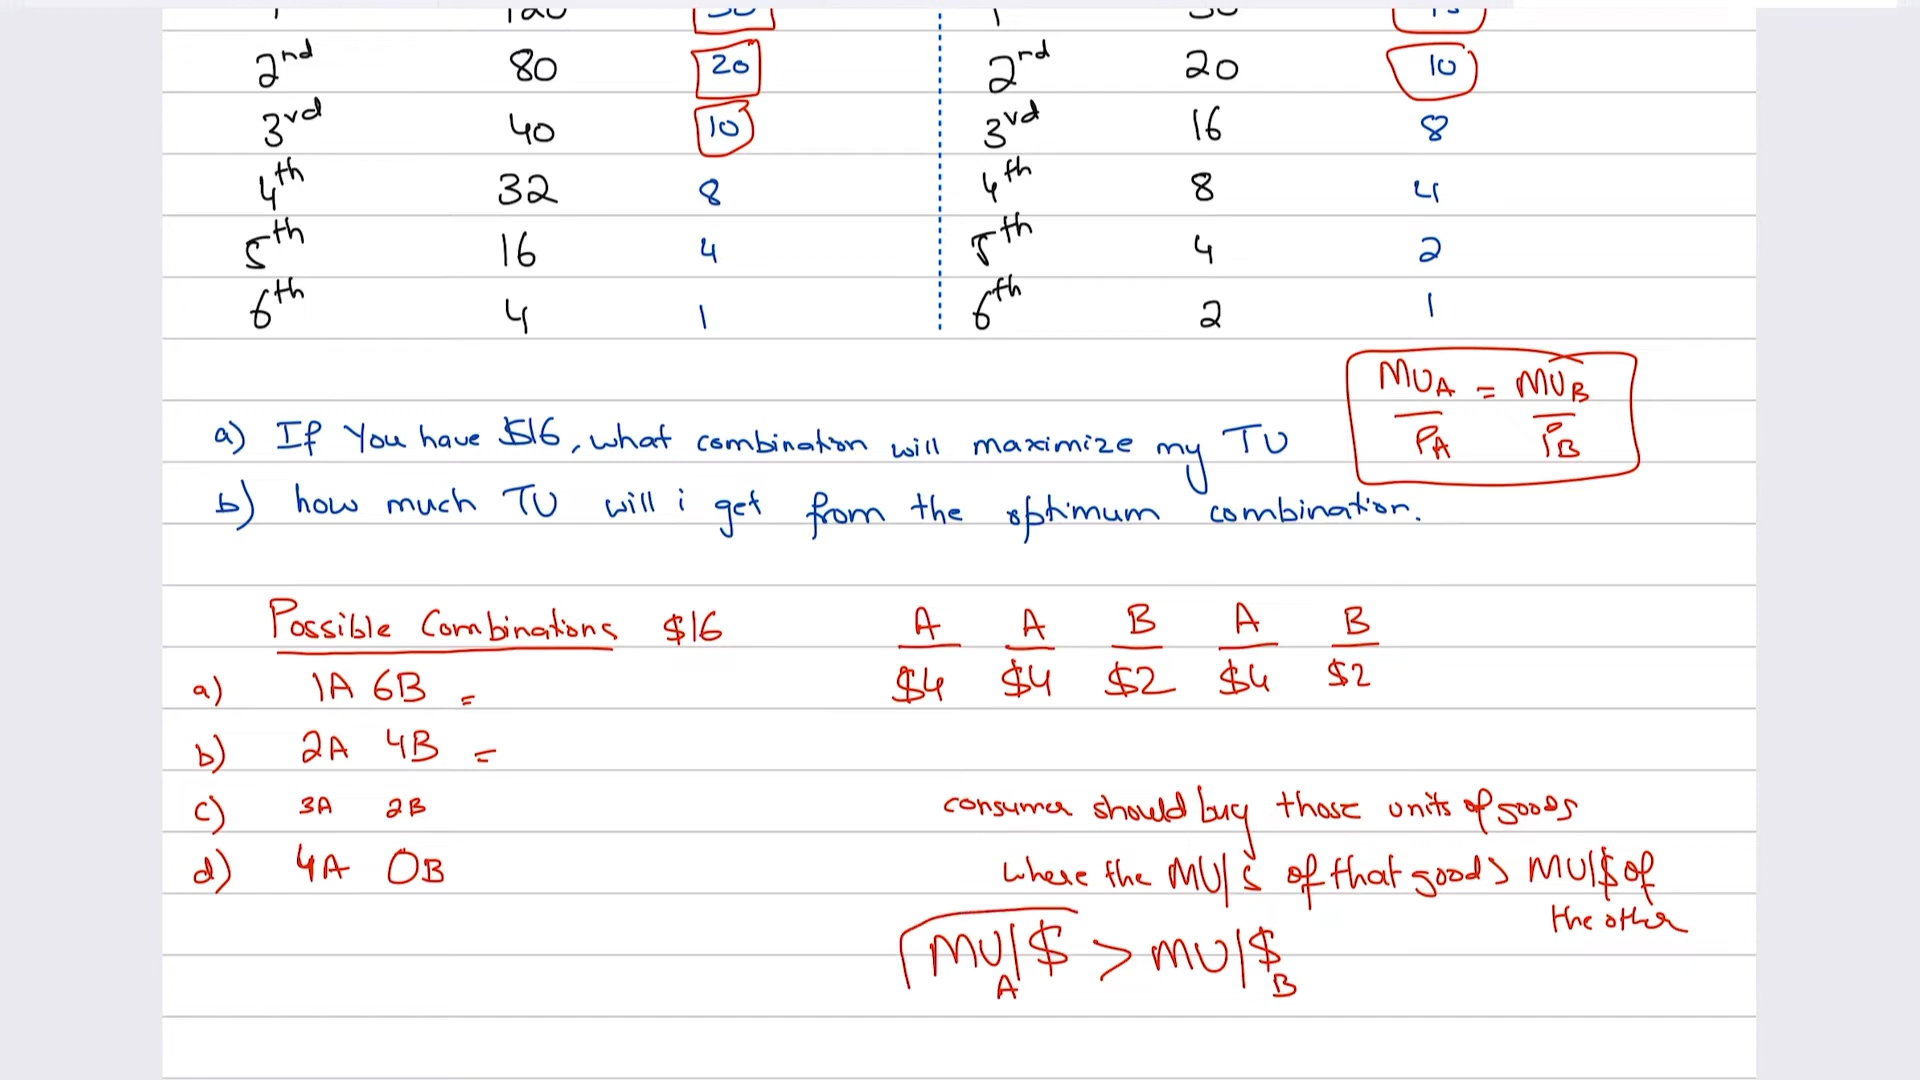 2nd 80 20 2nd 20 10
3rd 40 10 3rd 16 8
4th 32 8 4th 8 4
5th 16 4 5th 4 2
6th 4 1 6th 2 1
MUA/PA = MUB/PB
a) If You have $16, what combination will maximize my TU
b) how much TU will i get from the optimum combination.
Possible Combinations $16
a) 1A 6B =
b) 2A 4B =
c) 3A 2B
d) 4A 0B
A A B A B
$4 $4 $2 $4 $2
consumer should buy those units of goods
where the MU/$ of that good > MU/$ of
the other
MU/$A > MU/$B